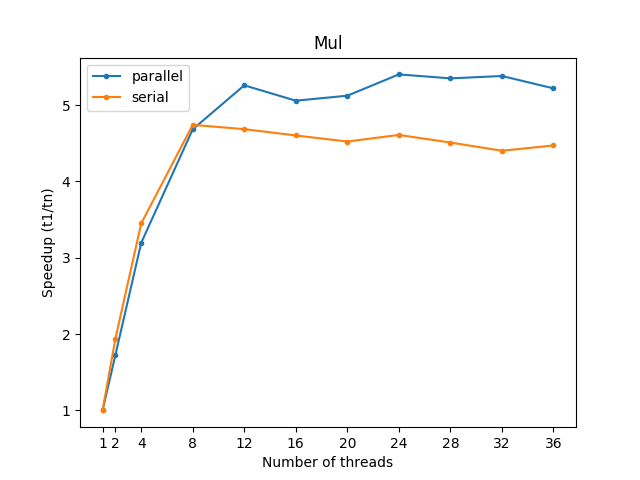 Mul
parallel
serial
Speedup (t1/tn)
5
4
3
2
1
1 2 4 8 12 16 20 24 28 32 36
Number of threads